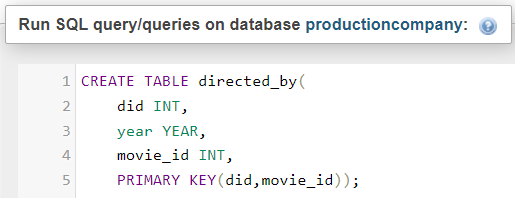 Run SQL query/queries on database productioncompany:
1 CREATE TABLE directed_by(
2 did INT,
3 year YEAR,
4 movie_id INT,
5 PRIMARY KEY(did,movie_id));